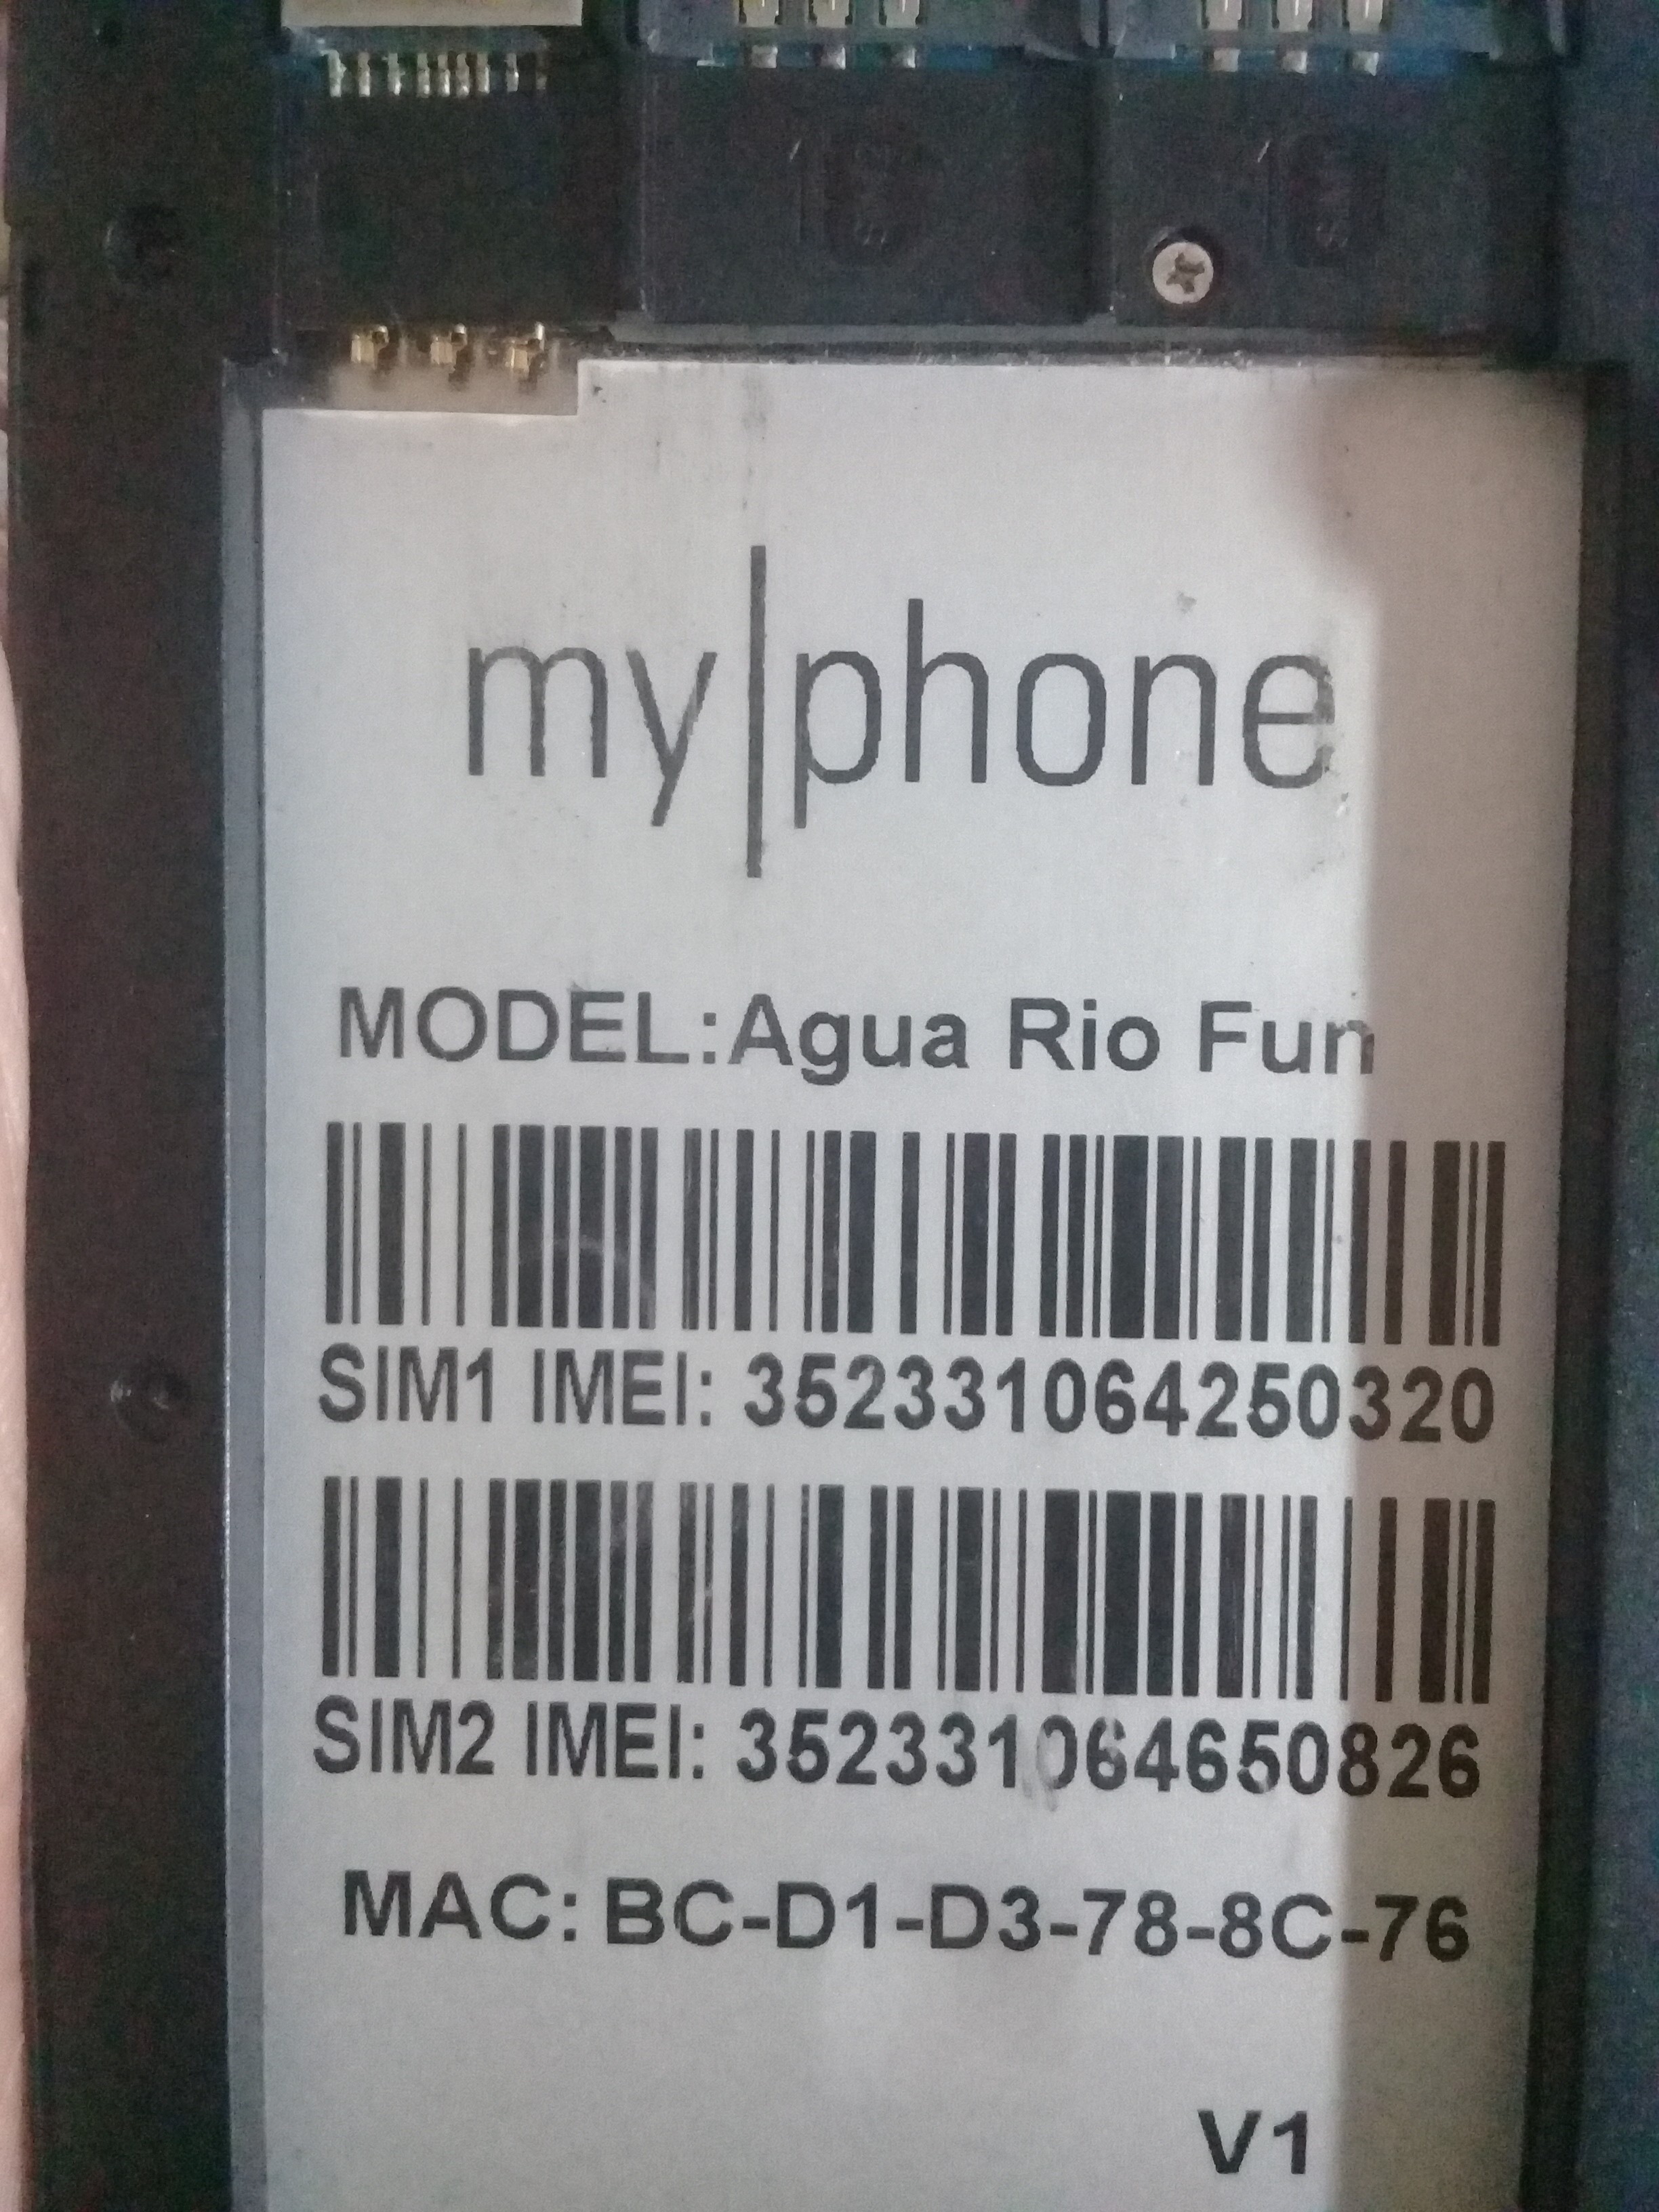 my|phone
MODEL:Agua Rio Fun
SIM1 IMEI: 352331064250320
SIM2 IMEI: 352331064650826
MAC: BC-D1-D3-78-8C-76
V1